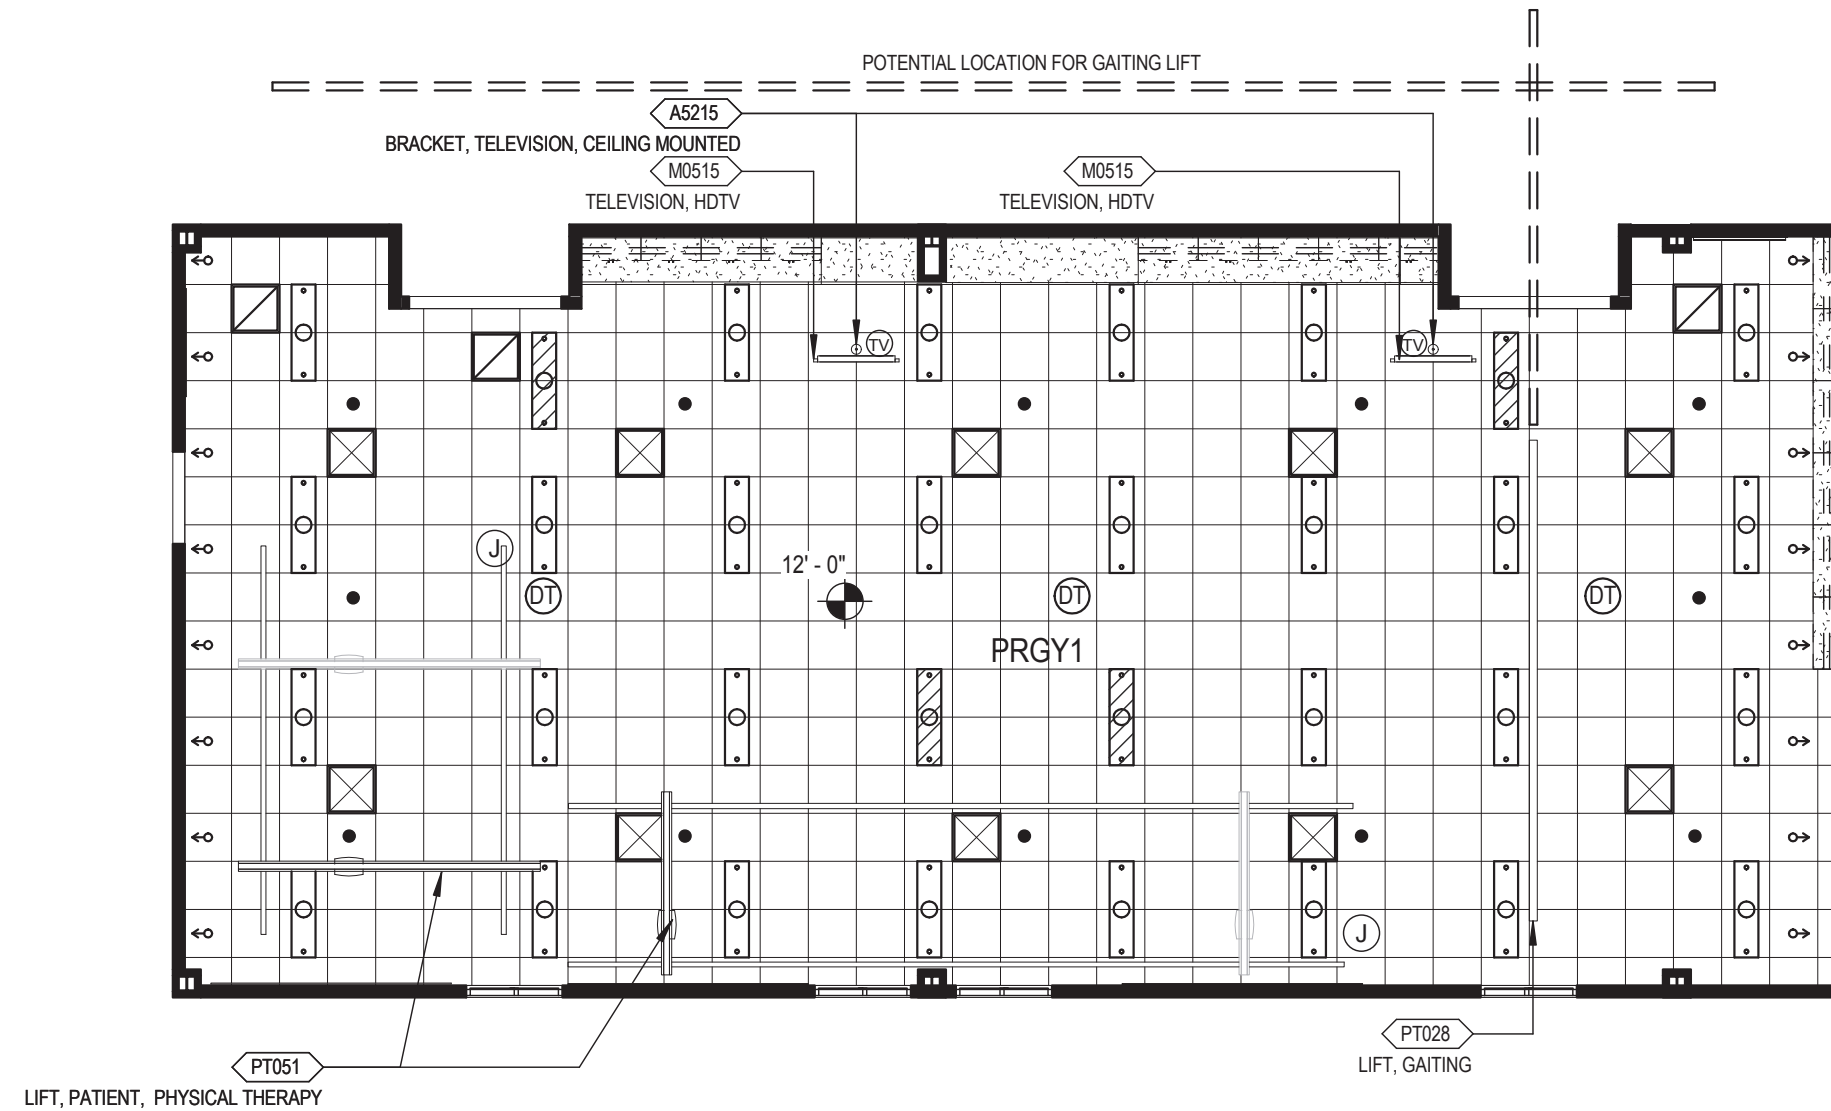 POTENTIAL LOCATION FOR GAITING LIFT
A5215
BRACKET, TELEVISION, CEILING MOUNTED
M0515
M0515
TELEVISION, HDTV
TELEVISION, HDTV
TV
TV
J
12' - 0"
DT
DT
DT
PRGY1
J
PT028
LIFT, GAITING
PT051
LIFT, PATIENT, PHYSICAL THERAPY